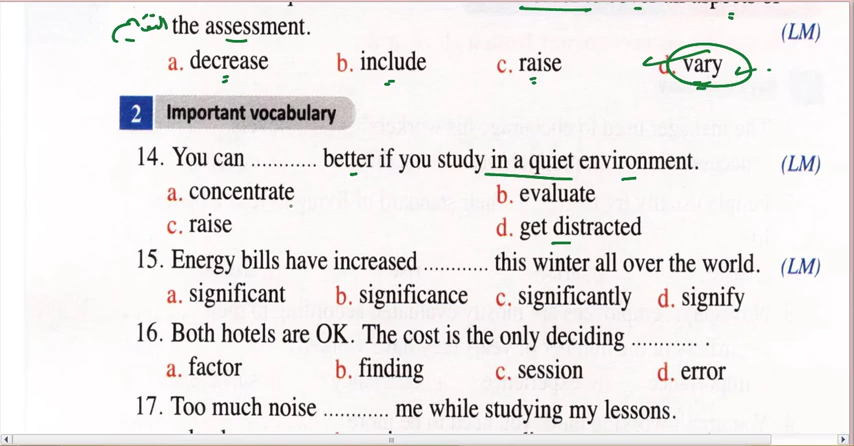 the assessment.
(LM)
a. decrease b. include c. raise d. vary
2 Important vocabulary
14. You can ............ better if you study in a quiet environment. (LM)
a. concentrate b. evaluate
c. raise d. get distracted
15. Energy bills have increased ............ this winter all over the world. (LM)
a. significant b. significance c. significantly d. signify
16. Both hotels are OK. The cost is the only deciding ............ .
a. factor b. finding c. session d. error
17. Too much noise ............ me while studying my lessons.